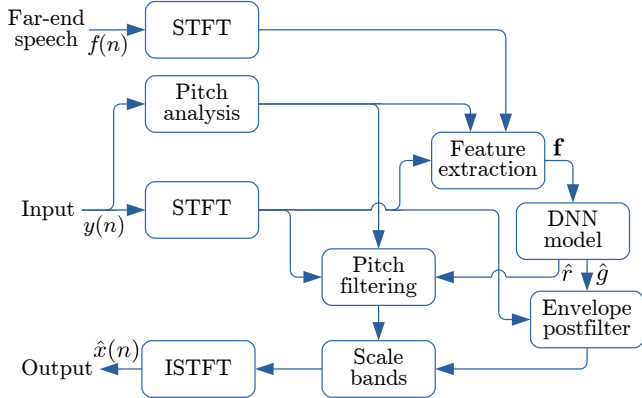 Far-end
speech
f(n)
STFT
Pitch
analysis
Feature
extraction
f
Input
y(n)
STFT
DNN
model
r̂
ĝ
Pitch
filtering
Envelope
postfilter
Output
x̂(n)
ISTFT
Scale
bands